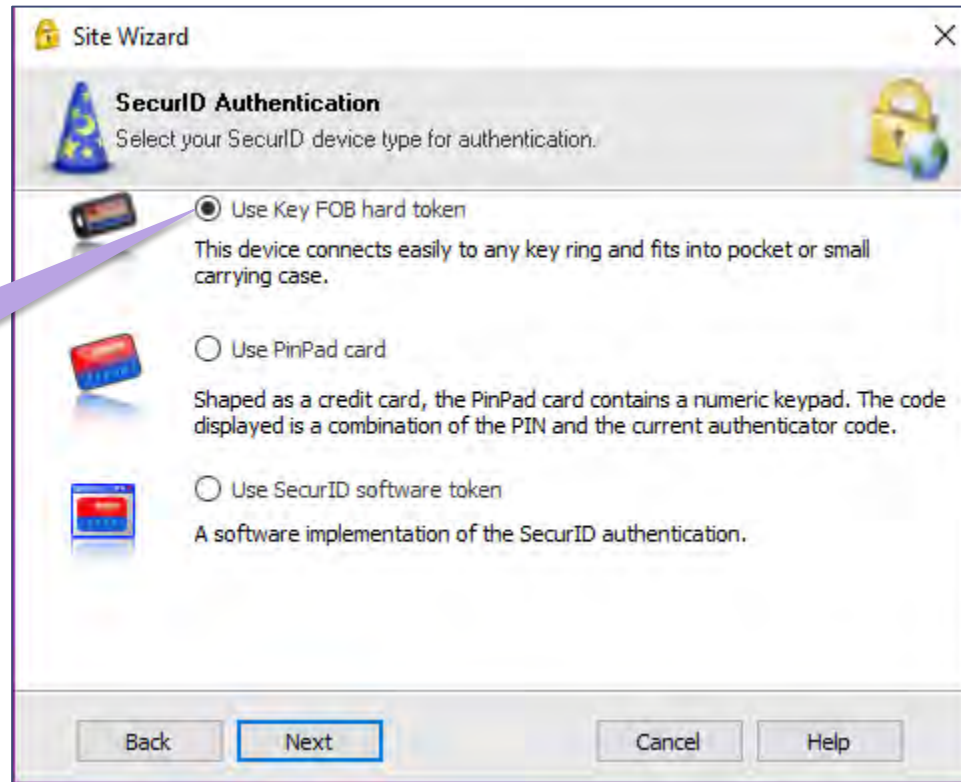 Site Wizard
SecurID Authentication
Select your SecurID device type for authentication.
Use Key FOB hard token
This device connects easily to any key ring and fits into pocket or small
carrying case.
Use PinPad card
Shaped as a credit card, the PinPad card contains a numeric keypad. The code
displayed is a combination of the PIN and the current authenticator code.
Use SecurID software token
A software implementation of the SecurID authentication.
Back Next Cancel Help